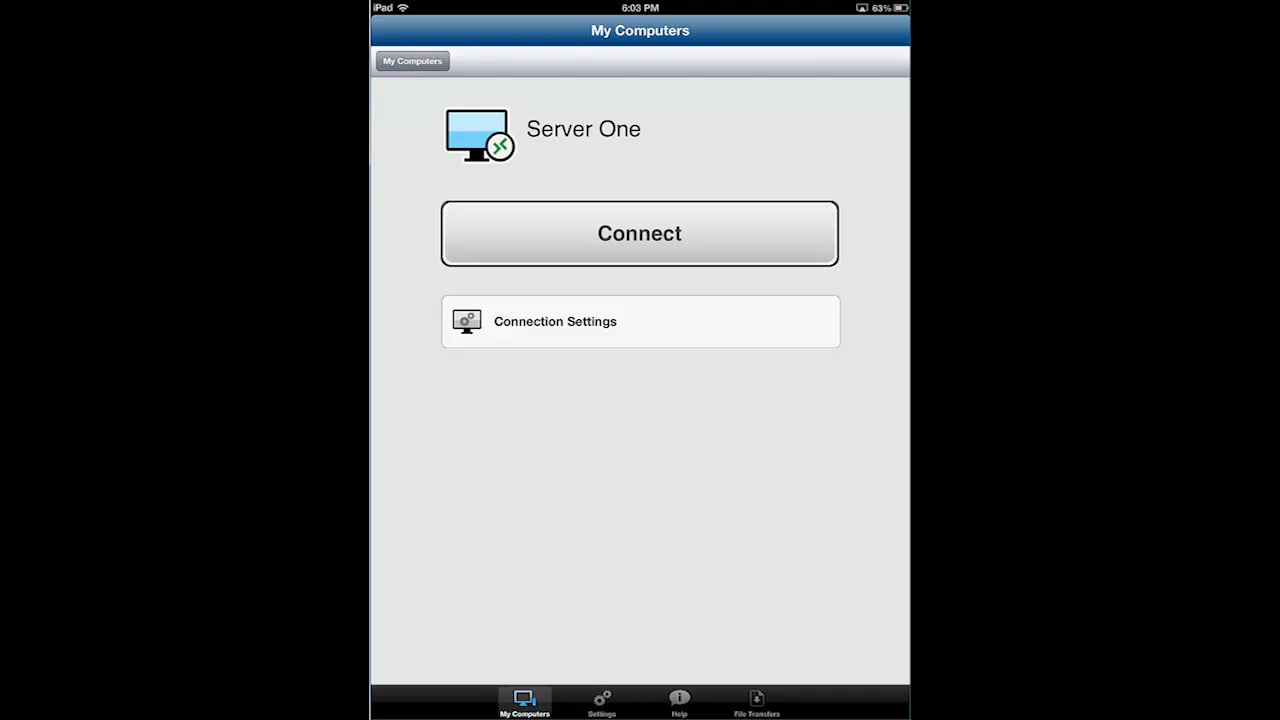 iPad 6:03 PM 63%
My Computers
My Computers
Server One
Connect
Connection Settings
My Computers Settings Help File Transfers